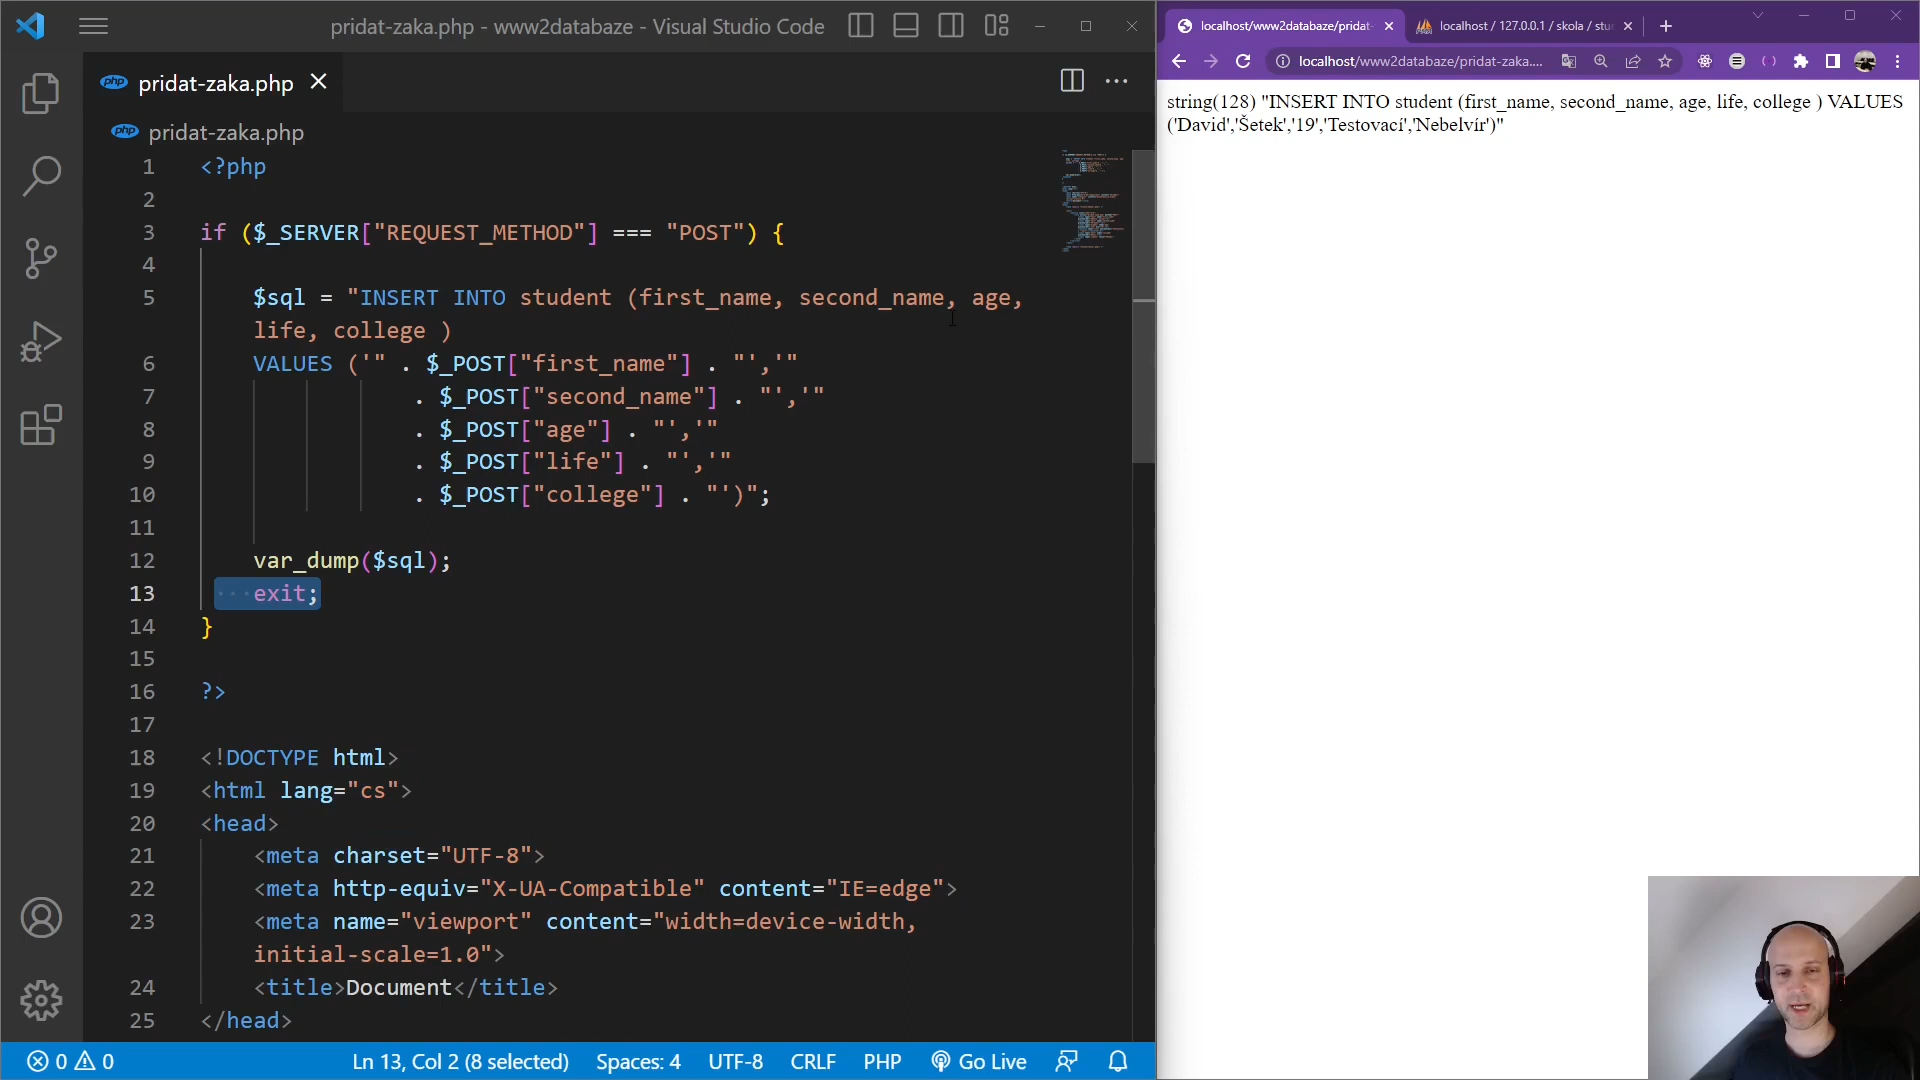 pridat-zaka.php - www2databaze - Visual Studio Code
pridat-zaka.php
pridat-zaka.php
1 <?php
2
3 if ($_SERVER["REQUEST_METHOD"] === "POST") {
4
5 $sql = "INSERT INTO student (first_name, second_name, age,
life, college )
6 VALUES ('" . $_POST["first_name"] . "','"
7 . $_POST["second_name"] . "','"
8 . $_POST["age"] . "','"
9 . $_POST["life"] . "','"
10 . $_POST["college"] . "')";
11
12 var_dump($sql);
13 exit;
14 }
15
16 ?>
17
18 <!DOCTYPE html>
19 <html lang="cs">
20 <head>
21 <meta charset="UTF-8">
22 <meta http-equiv="X-UA-Compatible" content="IE=edge">
23 <meta name="viewport" content="width=device-width,
initial-scale=1.0">
24 <title>Document</title>
25 </head>
0 0 Ln 13, Col 2 (8 selected) Spaces: 4 UTF-8 CRLF PHP Go Live
localhost/www2databaze/pridat- localhost / 127.0.0.1 / skola / stu
localhost/www2databaze/pridat-zaka....
string(128) "INSERT INTO student (first_name, second_name, age, life, college ) VALUES
('David','Šetek','19','Testovací','Nebelvír')"